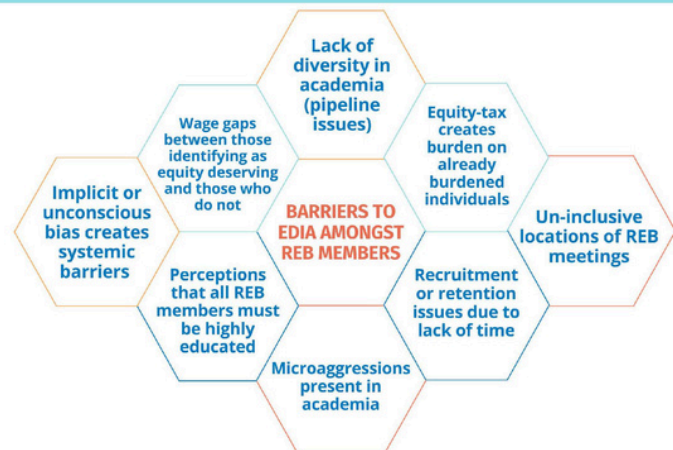 Lack of
diversity in
academia
(pipeline
issues)
Wage gaps
between those
identifying as
equity deserving
and those who
do not
Equity-tax
creates
burden on
already
burdened
individuals
Implicit or
unconscious
bias creates
systemic
barriers
BARRIERS TO
EDIA AMONGST
REB MEMBERS
Un-inclusive
locations of REB
meetings
Perceptions
that all REB
members must
be highly
educated
Recruitment
or retention
issues due to
lack of time
Microaggressions
present in
academia